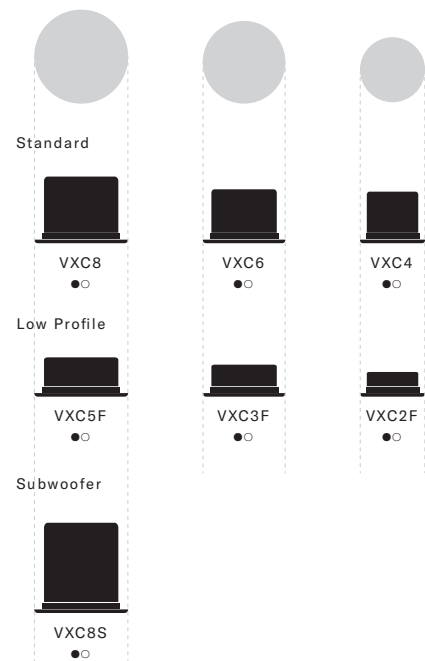 Standard
VXC8 VXC6 VXC4
Low Profile
VXC5F VXC3F VXC2F
Subwoofer
VXC8S